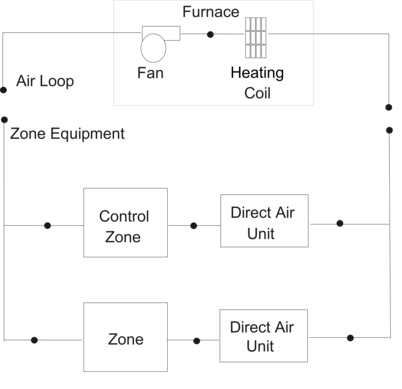 Furnace
Fan
Heating
Coil
Air Loop
Zone Equipment
Control
Zone
Direct Air
Unit
Zone
Direct Air
Unit